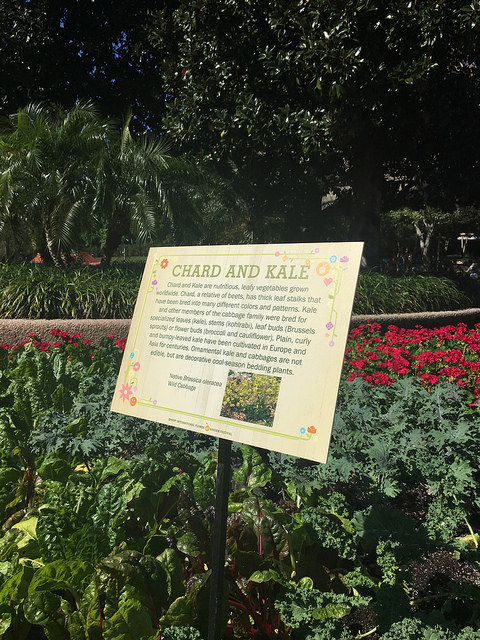 CHARD AND KALE
Chard and Kale are nutritious, leafy vegetables grown
worldwide. Chard, a relative of beets, has thick leaf stalks that
have been bred into many different colors and patterns. Kale
and other members of the cabbage family were bred for
specialized leaves (kale), stems (kohlrabi), leaf buds (Brussels
sprouts) or flower buds (broccoli and cauliflower). Plain, curly
and bumpy-leaved kale have been cultivated in Europe and
Asia for centuries. Ornamental kale and cabbages are not
edible, but are decorative cool-season bedding plants.
Native Brassica oleracea
Wild Cabbage